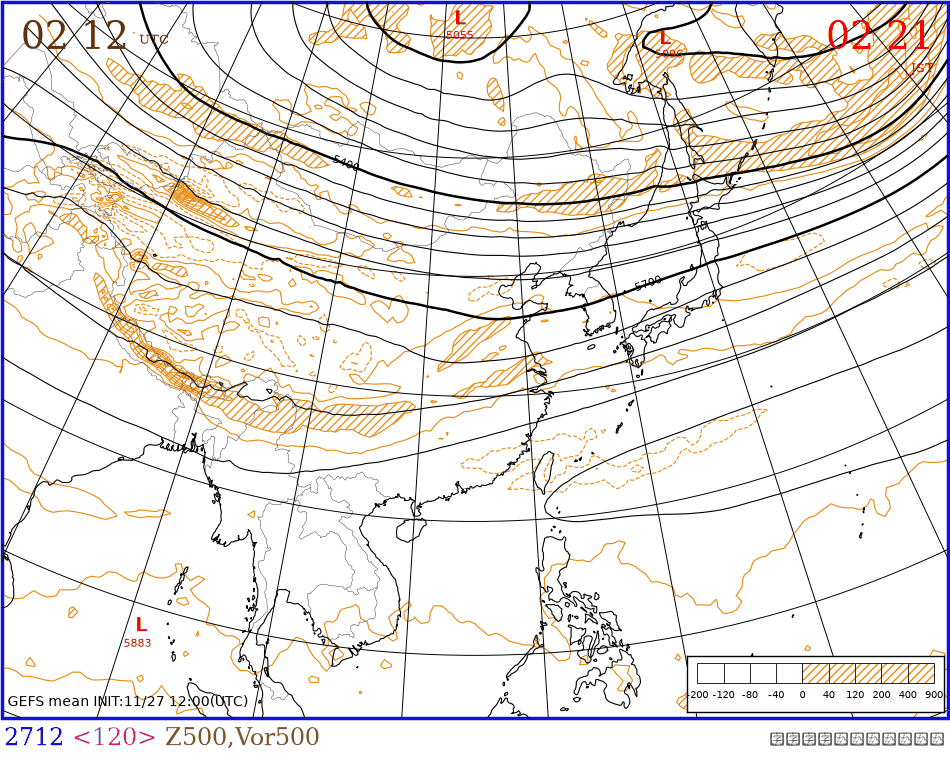 02 12 UTC
02 21 JST
L
5055
L
5400
5700
L
5883
GEFS mean INIT:11/27 12:00(UTC)
-200 -120 -80 -40 0 40 120 200 400 900
2712 <120> Z500,Vor500